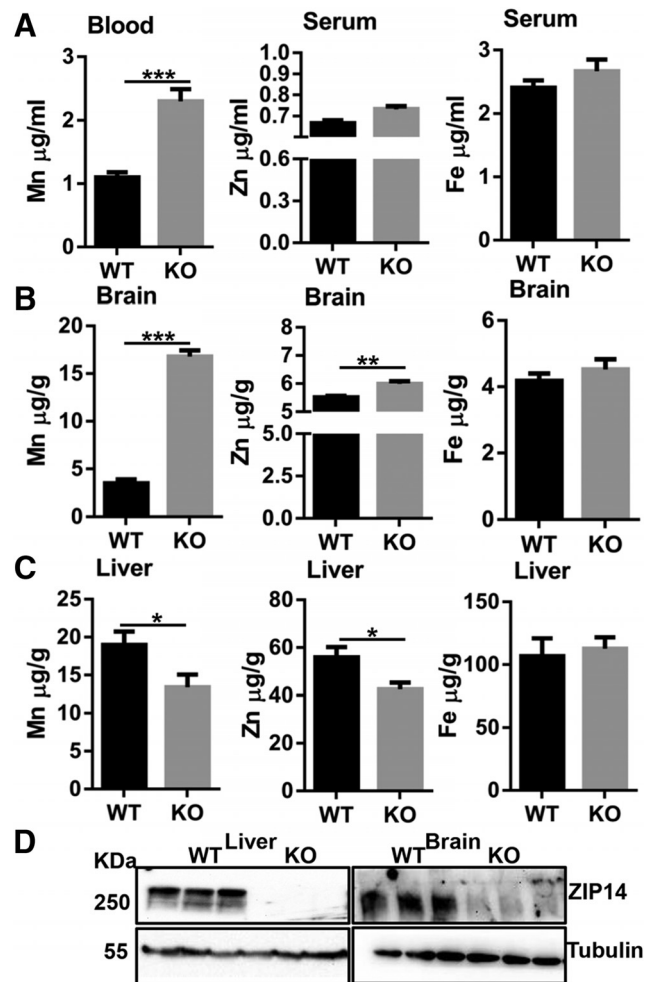 A
Blood
Serum
Serum
Mn µg/ml
3
2
1
0
***
WT KO
Zn µg/ml
1.0
0.9
0.8
0.7
0.6
0.3
0.0
WT KO
Fe µg/ml
3
2
1
0
WT KO
B
Brain
Brain
Brain
Mn µg/g
20
15
10
5
0
***
WT KO
Zn µg/g
8
7
6
5
5.0
2.5
0.0
**
WT KO
Fe µg/g
6
4
2
0
WT KO
C
Liver
Liver
Liver
Mn µg/g
25
20
15
10
5
0
*
WT KO
Zn µg/g
80
60
40
20
0
*
WT KO
Fe µg/g
150
100
50
0
WT KO
D
Liver
Brain
KDa
WT KO
WT KO
250
ZIP14
55
Tubulin